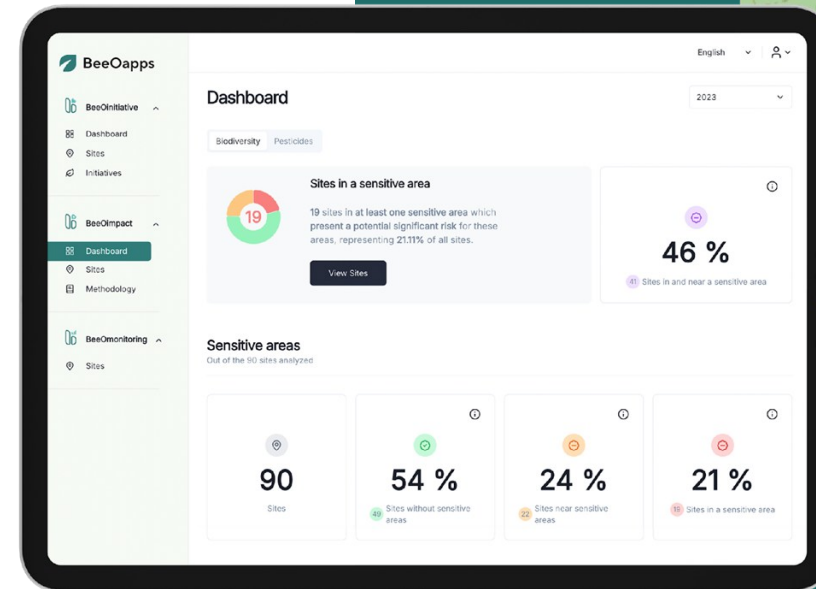 BeeOapps
English
BeeOinitiative
Dashboard
Sites
Initiatives
BeeOimpact
Dashboard
Sites
Methodology
BeeOmonitoring
Sites
Dashboard
2023
Biodiversity Pesticides
19
Sites in a sensitive area
19 sites in at least one sensitive area which
present a potential significant risk for these
areas, representing 21.11% of all sites.
View Sites
46 %
41 Sites in and near a sensitive area
Sensitive areas
Out of the 90 sites analyzed
90
Sites
54 %
49 Sites without sensitive
areas
24 %
22 Sites near sensitive
areas
21 %
19 Sites in a sensitive area